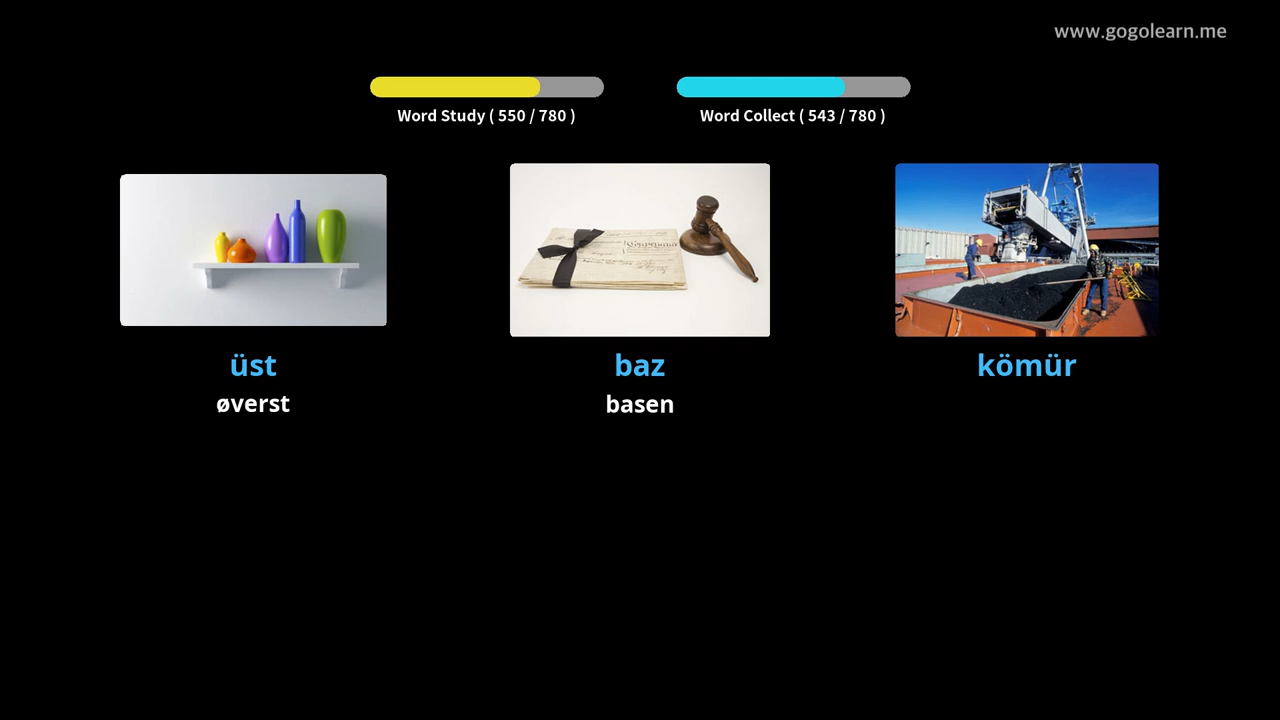 www.gogolearn.me
Word Study ( 550 / 780 )
Word Collect ( 543 / 780 )
üst
baz
kömür
øverst
basen